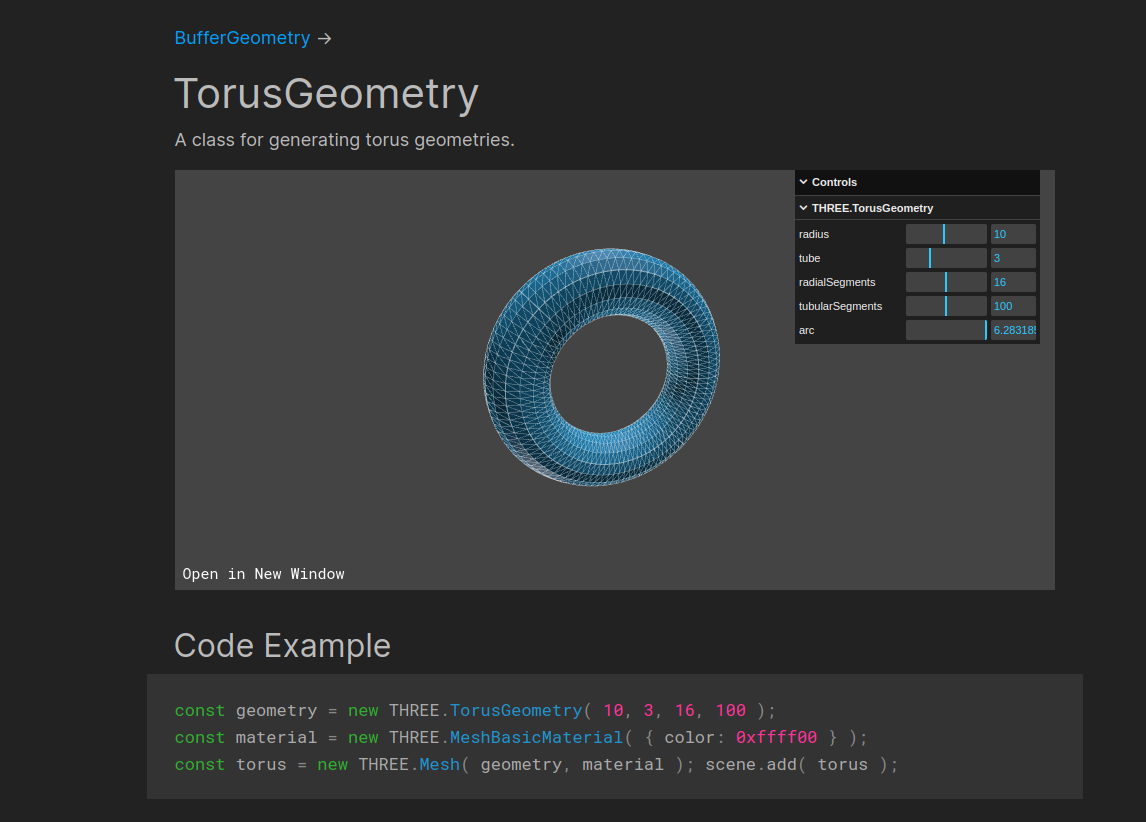 BufferGeometry →
TorusGeometry
A class for generating torus geometries.
Controls
THREE.TorusGeometry
radius 10
tube 3
radialSegments 16
tubularSegments 100
arc 6.283185
Open in New Window
Code Example
const geometry = new THREE.TorusGeometry( 10, 3, 16, 100 );
const material = new THREE.MeshBasicMaterial( { color: 0xffff00 } );
const torus = new THREE.Mesh( geometry, material ); scene.add( torus );